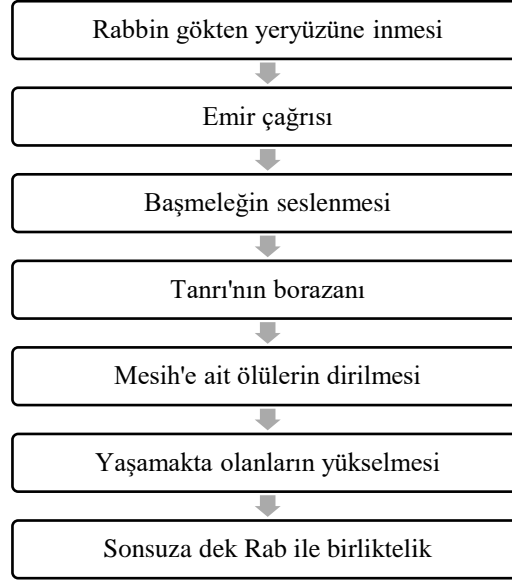 Rabbin gökten yeryüzüne inmesi
Emir çağrısı
Başmeleğin seslenmesi
Tanrı'nın borazanı
Mesih'e ait ölülerin dirilmesi
Yaşamakta olanların yükselmesi
Sonsuza dek Rab ile birliktelik